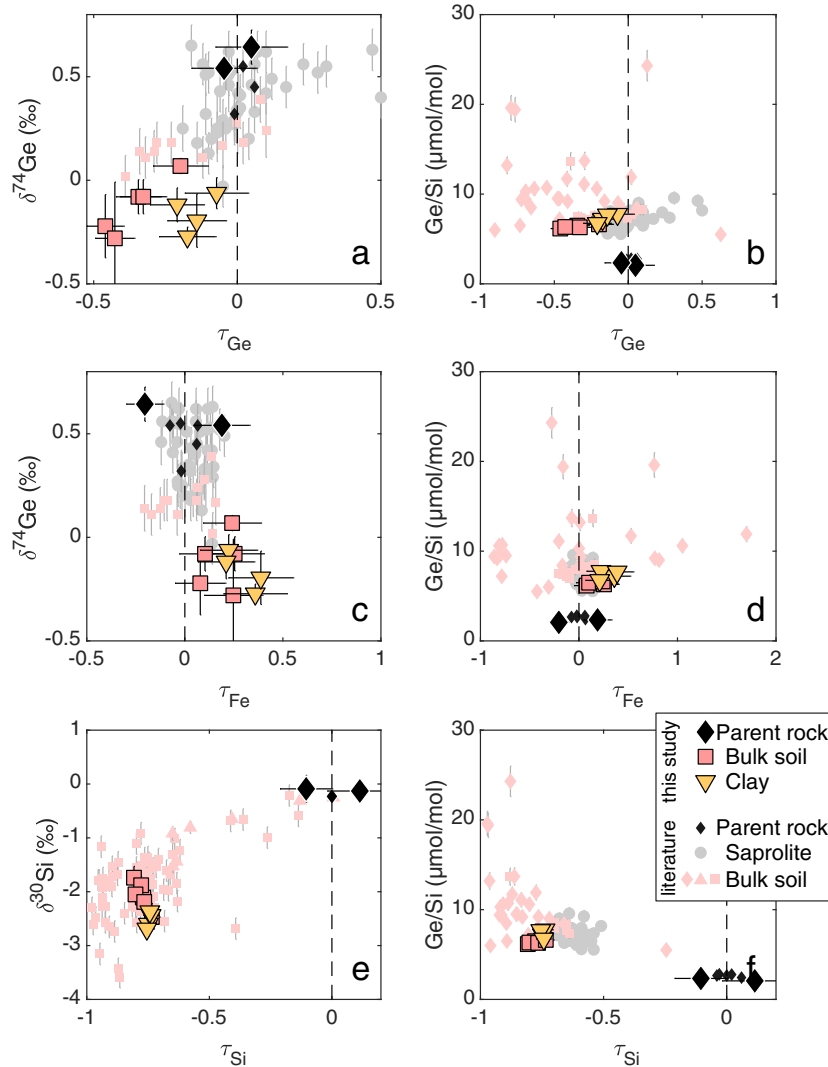 δ74Ge (‰)
0.5
0
-0.5
-0.5
0
0.5
τGe
a
Ge/Si (μmol/mol)
30
20
10
0
-1
-0.5
0
0.5
1
τGe
b
δ74Ge (‰)
0.5
0
-0.5
-0.5
0
0.5
1
τFe
c
Ge/Si (μmol/mol)
30
20
10
0
-1
0
1
2
τFe
d
δ30Si (‰)
1
0
-1
-2
-3
-4
-1
-0.5
0
τSi
e
Ge/Si (μmol/mol)
30
20
10
0
-1
-0.5
0
τSi
f
this study
Parent rock
Bulk soil
Clay
literature
Parent rock
Saprolite
Bulk soil